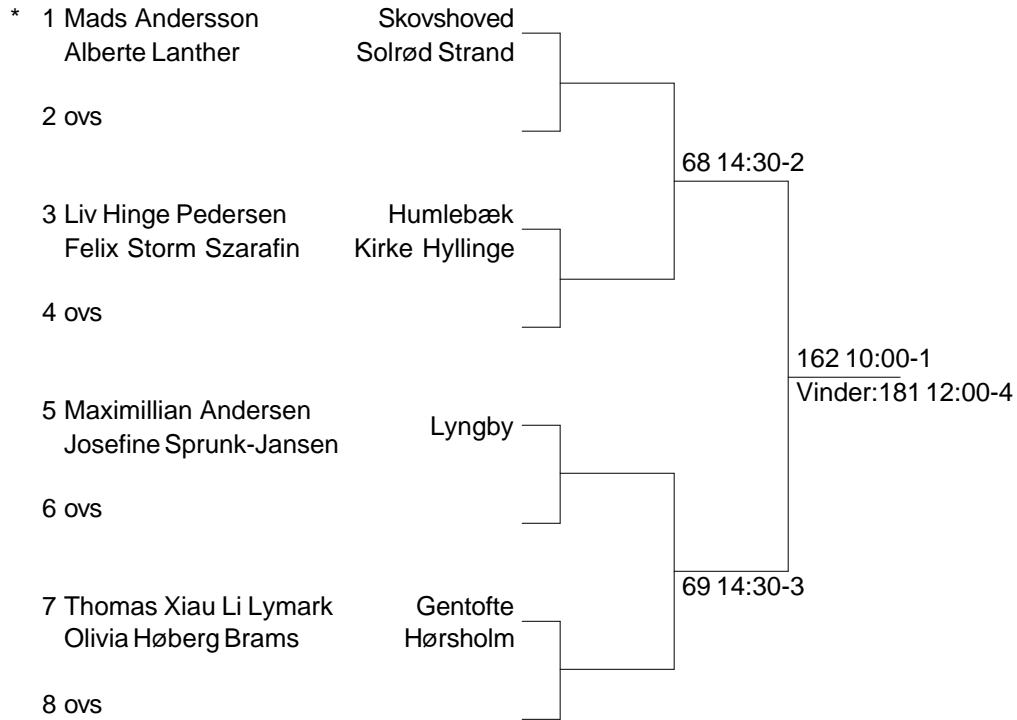 * 1 Mads Andersson Skovshoved
Alberte Lanther Solrød Strand
2 ovs
68 14:30-2
3 Liv Hinge Pedersen Humlebæk
Felix Storm Szarafin Kirke Hyllinge
4 ovs
162 10:00-1
Vinder:181 12:00-4
5 Maximillian Andersen Lyngby
Josefine Sprunk-Jansen
6 ovs
69 14:30-3
7 Thomas Xiau Li Lymark Gentofte
Olivia Høberg Brams Hørsholm
8 ovs